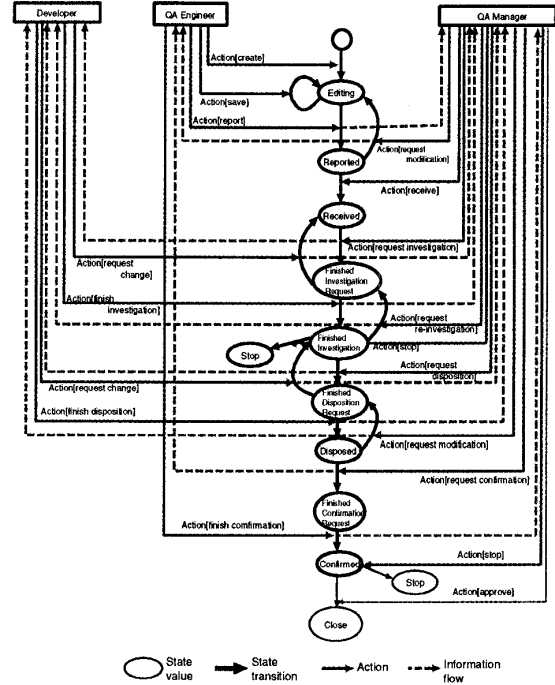 Developer
QA Engineer
QA Manager
Action[create]
Editing
Action[save]
Action[report]
Action[request
modification]
Reported
Action[receive]
Received
Action[request investigation]
Action[request
change]
Finished
Investigation
Request
Action[finish
investigation]
Action[request
re-investigation]
Finished
Investigation
Action[stop]
Stop
Action[request
disposition]
Action[request change]
Finished
Disposition
Request
Action[finish disposition]
Action[request modification]
Disposed
Action[request confirmation]
Finished
Confirmation
Request
Action[finish comfirmation]
Action[stop]
Confirmed
Stop
Action[approve]
Close
State
value
State
transition
Action
Information
flow